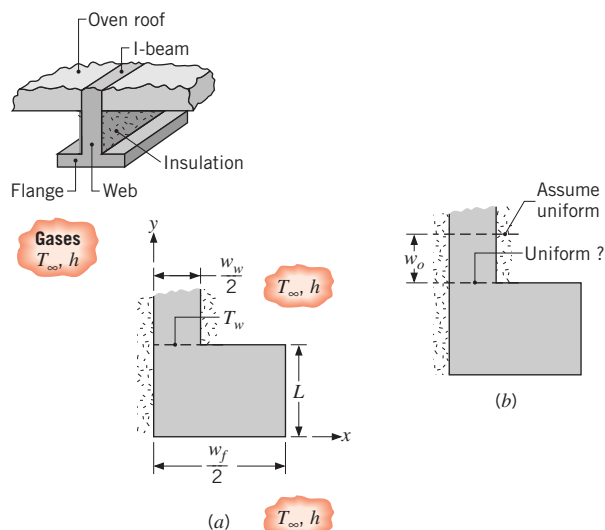 Oven roof
I-beam
Insulation
Flange
Web
Gases
T∞, h
y
w_w
2
T∞, h
T_w
L
x
w_f
2
(a)
T∞, h
Assume
uniform
w_o
Uniform ?
(b)